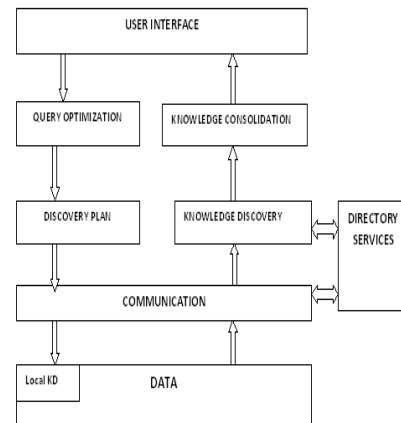 USER INTERFACE
QUERY OPTIMIZATION
KNOWLEDGE CONSOLIDATION
DISCOVERY PLAN
KNOWLEDGE DISCOVERY
DIRECTORY
SERVICES
COMMUNICATION
Local KD
DATA